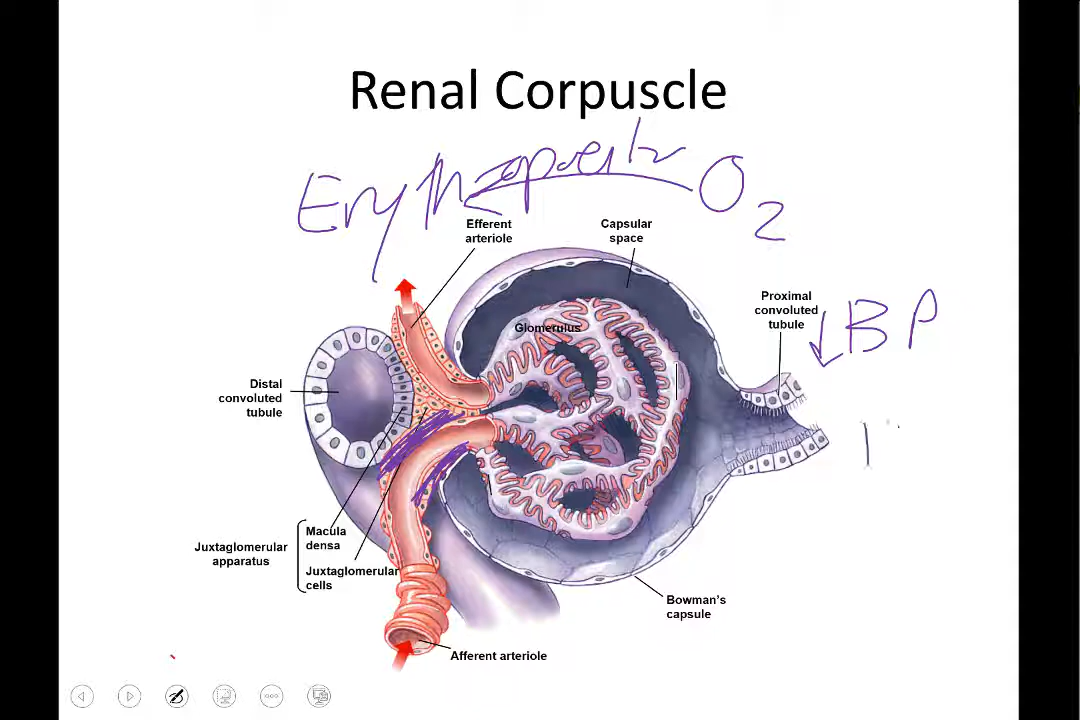 Renal Corpuscle
O2
Efferent
arteriole
Capsular
space
Proximal
convoluted
tubule
BP
Glomerulus
Distal
convoluted
tubule
Macula
densa
Juxtaglomerular
apparatus
Juxtaglomerular
cells
Bowman's
capsule
Afferent arteriole